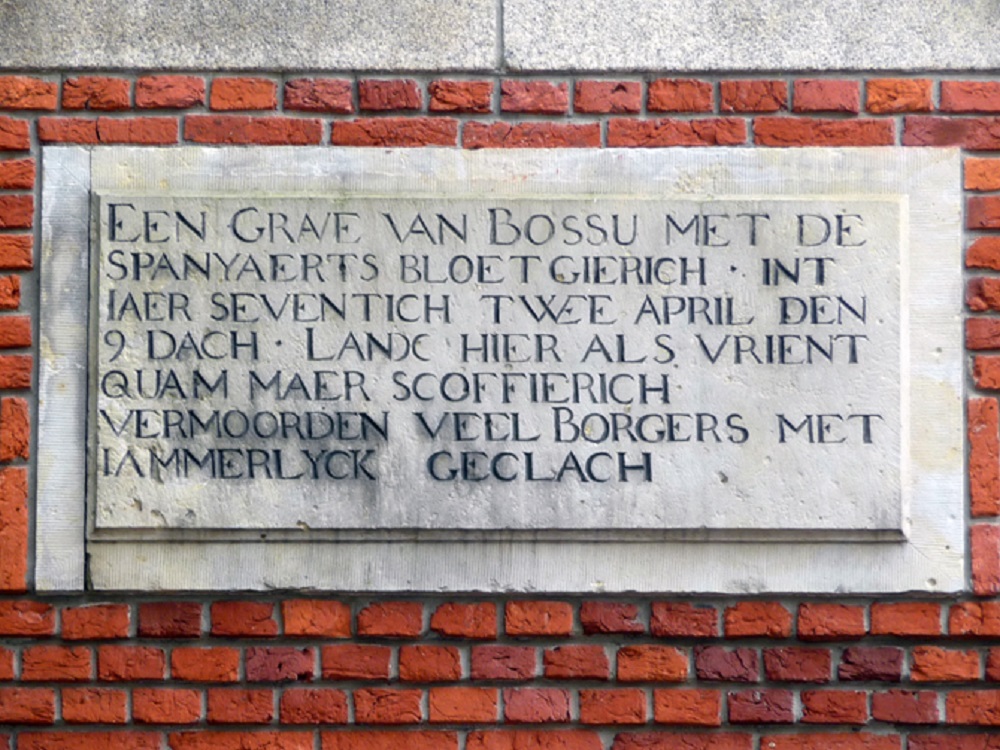 EEN GRAVE VAN BOSSU MET DE
SPANYAERTS BLOETGIERICH · INT
IAER SEVENTICH TWEE APRIL DEN
9 DACH · LANDC HIER ALS VRIENT
QUAM MAER SCOFFIERICH
VERMOORDEN VEEL BORGERS MET
IAMMERLYCK GECLACH